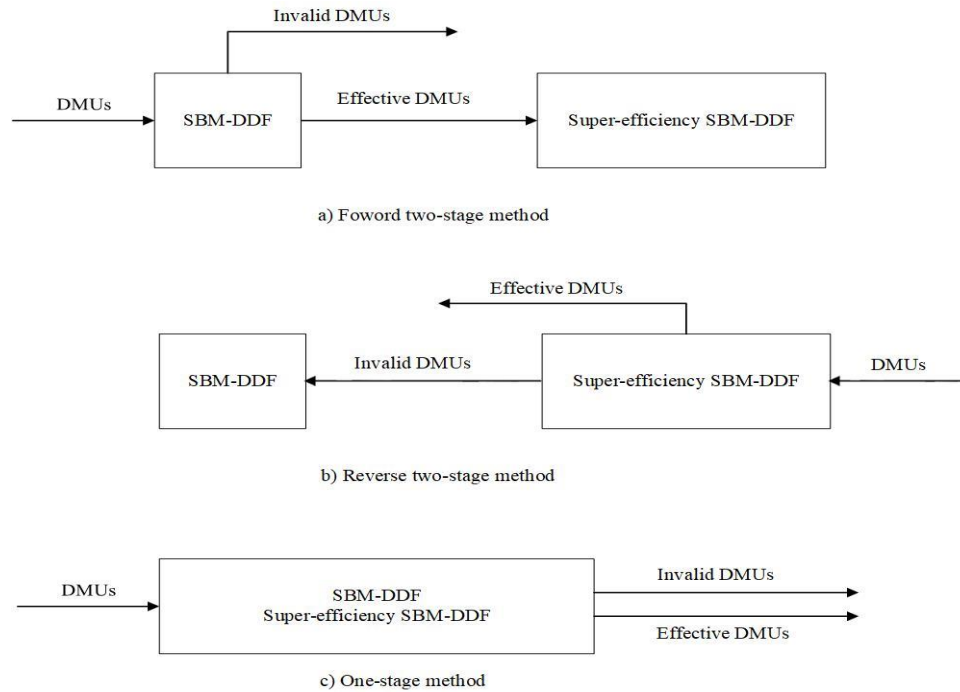 Invalid DMUs
DMUs
SBM-DDF
Effective DMUs
Super-efficiency SBM-DDF
a) Foword two-stage method
Effective DMUs
SBM-DDF
Invalid DMUs
Super-efficiency SBM-DDF
DMUs
b) Reverse two-stage method
DMUs
SBM-DDF
Super-efficiency SBM-DDF
Invalid DMUs
Effective DMUs
c) One-stage method